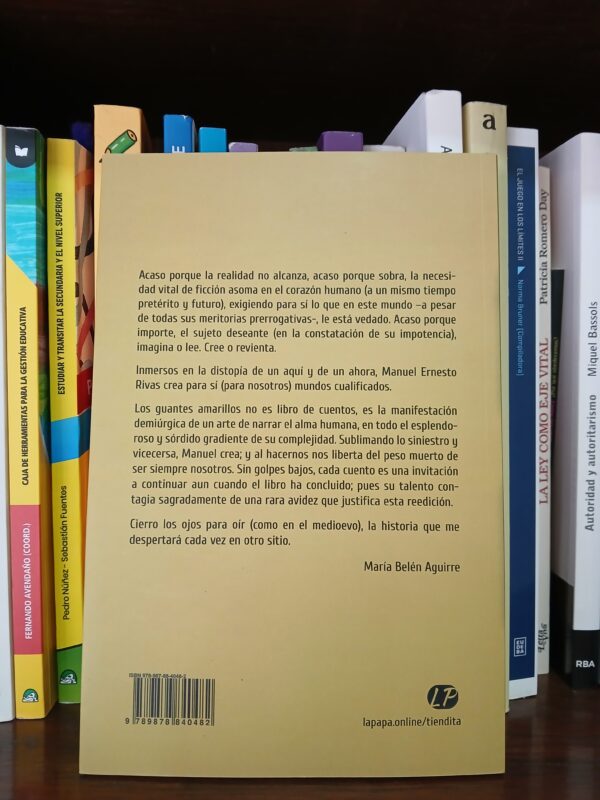 Acaso porque la realidad no alcanza, acaso porque sobra, la necesi-
dad vital de ficción asoma en el corazón humano (a un mismo tiempo
pretérito y futuro), exigiendo para sí lo que en este mundo –a pesar
de todas sus meritorias prerrogativas-, le está vedado. Acaso porque
importe, el sujeto deseante (en la constatación de su impotencia),
imagina o lee. Cree o revienta.
Inmersos en la distopía de un aquí y de un ahora, Manuel Ernesto
Rivas crea para sí (para nosotros) mundos cualificados.
Los guantes amarillos no es libro de cuentos, es la manifestación
demiúrgica de un arte de narrar el alma humana, en todo el esplendo-
roso y sórdido gradiente de su complejidad. Sublimando lo siniestro y
vicecersa, Manuel crea; y al hacernos nos liberta del peso muerto de
ser siempre nosotros. Sin golpes bajos, cada cuento es una invitación
a continuar aun cuando el libro ha concluido; pues su talento con-
tagia sagradamente de una rara avidez que justifica esta reedición.
Cierro los ojos para oír (como en el medioevo), la historia que me
despertará cada vez en otro sitio.
María Belén Aguirre
ISBN 978-987-88-4048-2
9 789878 840482
LP
lapapa.online/tiendita
CAJA DE HERRAMIENTAS PARA LA GESTIÓN EDUCATIVA
FERNANDO AVENDAÑO (COORD.)
ESTUDIAR Y TRANSITAR LA SECUNDARIA Y EL NIVEL SUPERIOR
Pedro Núñez - Sebastián Fuentes
a
EL JUEGO EN LOS LÍMITES II
Norma Bruner (Compiladora)
EUDEBA
Patricia Romero Day
LA LEY COMO EJE VITAL
Letra Viva
Miquel Bassols
Autoridad y autoritarismo
RBA